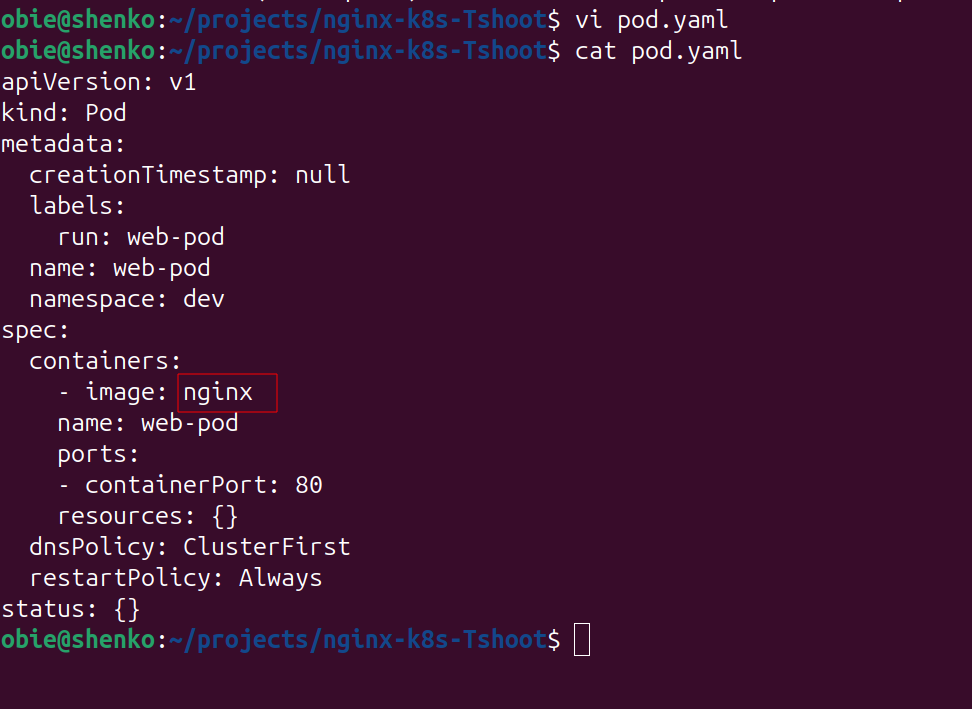 obie@shenko:~/projects/nginx-k8s-Tshoot$ vi pod.yaml
obie@shenko:~/projects/nginx-k8s-Tshoot$ cat pod.yaml
apiVersion: v1
kind: Pod
metadata:
  creationTimestamp: null
  labels:
    run: web-pod
  name: web-pod
  namespace: dev
spec:
  containers:
    - image: nginx
    name: web-pod
    ports:
    - containerPort: 80
    resources: {}
  dnsPolicy: ClusterFirst
  restartPolicy: Always
status: {}
obie@shenko:~/projects/nginx-k8s-Tshoot$